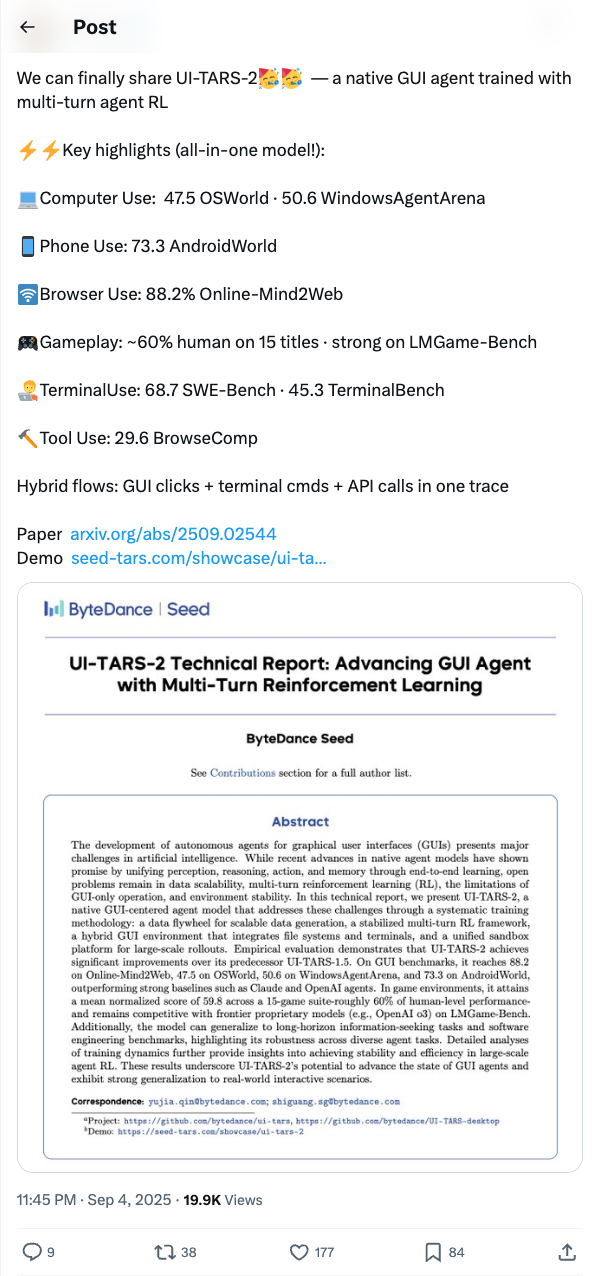 Post
We can finally share UI-TARS-2🥳🥳 — a native GUI agent trained with
multi-turn agent RL
⚡⚡Key highlights (all-in-one model!):
💻Computer Use: 47.5 OSWorld · 50.6 WindowsAgentArena
📱Phone Use: 73.3 AndroidWorld
🛜Browser Use: 88.2% Online-Mind2Web
🎮Gameplay: ~60% human on 15 titles · strong on LMGame-Bench
🧑‍💻TerminalUse: 68.7 SWE-Bench · 45.3 TerminalBench
🔨Tool Use: 29.6 BrowseComp
Hybrid flows: GUI clicks + terminal cmds + API calls in one trace
Paper arxiv.org/abs/2509.02544
Demo seed-tars.com/showcase/ui-ta…
ByteDance | Seed
UI-TARS-2 Technical Report: Advancing GUI Agent
with Multi-Turn Reinforcement Learning
ByteDance Seed
See Contributions section for a full author list.
Abstract
The development of autonomous agents for graphical user interfaces (GUIs) presents major
challenges in artificial intelligence. While recent advances in native agent models have shown
promise by unifying perception, reasoning, action, and memory through end-to-end learning, open
problems remain in data scalability, multi-turn reinforcement learning (RL), the limitations of
GUI-only operation, and environment stability. In this technical report, we present UI-TARS-2, a
native GUI-centered agent model that addresses these challenges through a systematic training
methodology: a data flywheel for scalable data generation, a stabilized multi-turn RL framework,
a hybrid GUI environment that integrates file systems and terminals, and a unified sandbox
platform for large-scale rollouts. Empirical evaluation demonstrates that UI-TARS-2 achieves
significant improvements over its predecessor UI-TARS-1.5. On GUI benchmarks, it reaches 88.2
on Online-Mind2Web, 47.5 on OSWorld, 50.6 on WindowsAgentArena, and 73.3 on AndroidWorld,
outperforming strong baselines such as Claude and OpenAI agents. In game environments, it attains
a mean normalized score of 59.8 across a 15-game suite-roughly 60% of human-level performance-
and remains competitive with frontier proprietary models (e.g., OpenAI o3) on LMGame-Bench.
Additionally, the model can generalize to long-horizon information-seeking tasks and software
engineering benchmarks, highlighting its robustness across diverse agent tasks. Detailed analyses
of training dynamics further provide insights into achieving stability and efficiency in large-scale
agent RL. These results underscore UI-TARS-2's potential to advance the state of GUI agents and
exhibit strong generalization to real-world interactive scenarios.
Correspondence: yujia.qin@bytedance.com; shiguang.sg@bytedance.com
aProject: https://github.com/bytedance/ui-tars, https://github.com/bytedance/UI-TARS-desktop
bDemo: https://seed-tars.com/showcase/ui-tars-2
11:45 PM · Sep 4, 2025 · 19.9K Views
9 38 177 84